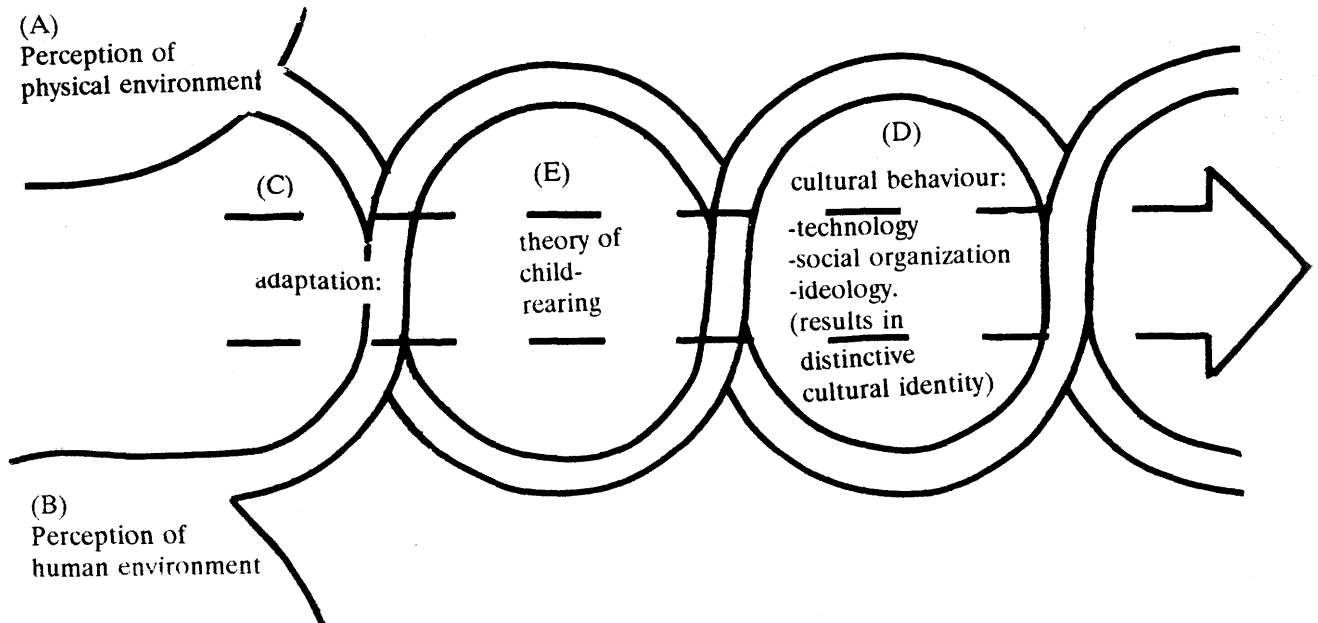 (A)
Perception of
physical environment
(C)
adaptation:
(E)
theory of
child-
rearing
(D)
cultural behaviour:
-technology
-social organization
-ideology.
(results in
distinctive
cultural identity)
(B)
Perception of
human environment